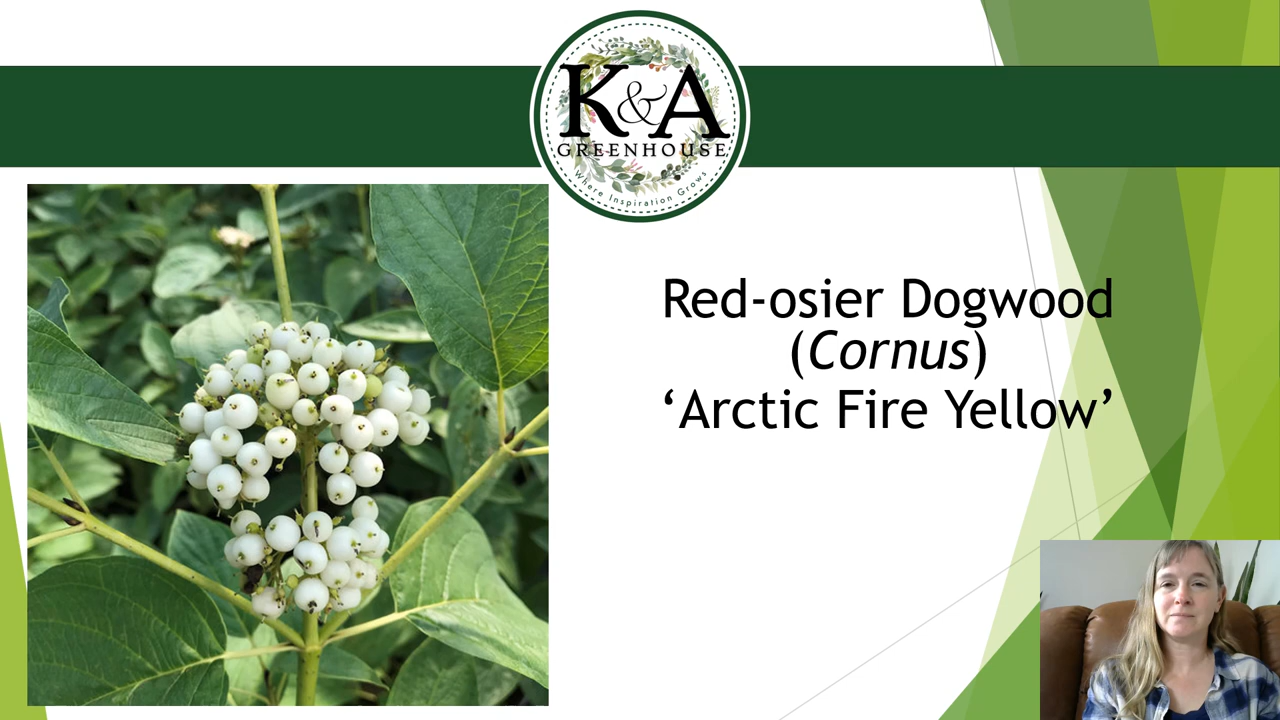 K&A
GREENHOUSE
Where Inspiration Grows
Red-osier Dogwood
(Cornus)
‘Arctic Fire Yellow’